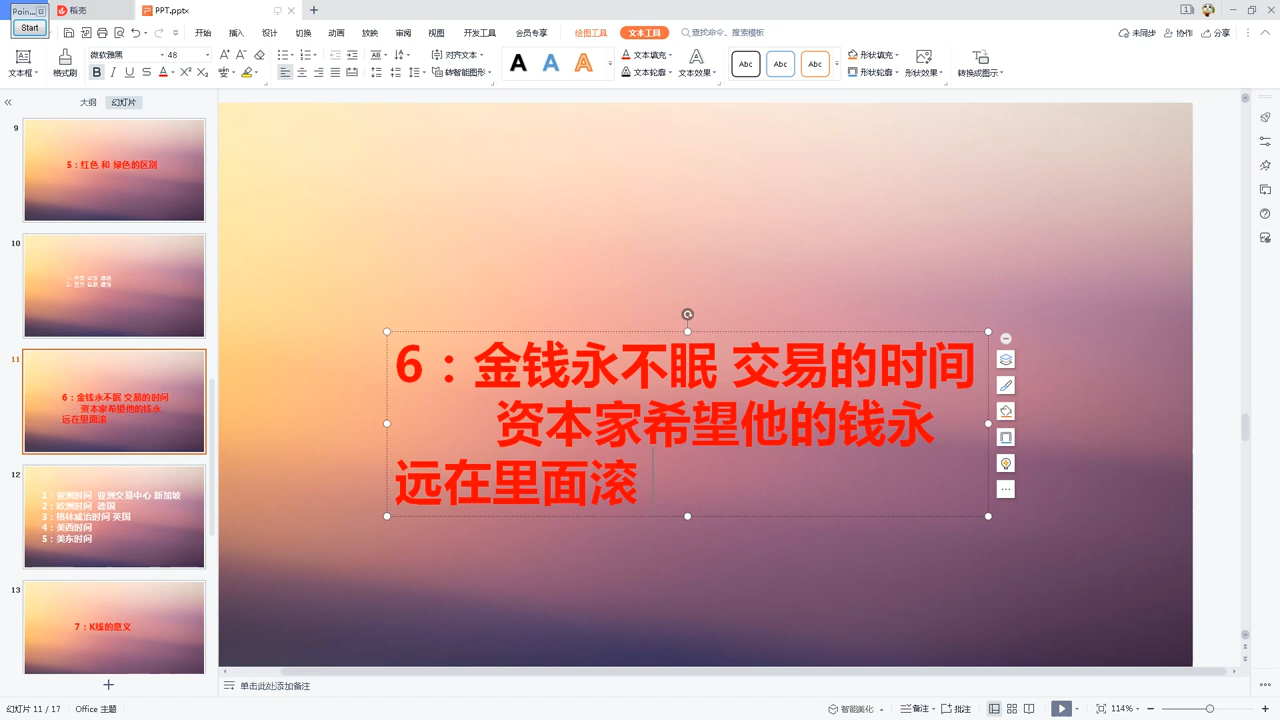 Poin...
Start
稻壳
PPT.pptx
开始 插入 设计 切换 动画 放映 审阅 视图 开发工具 会员专享 绘图工具 文本工具 查找命令、搜索模板
未同步 协作 分享
文本框 格式刷 微软雅黑 48
对齐文本 转智能图形
文本填充 文本轮廓 文本效果
Abc Abc Abc
形状填充 形状轮廓 形状效果 转换成图示
大纲 幻灯片
9
5：红色 和 绿色的区别
10
11
6：金钱永不眠 交易的时间
资本家希望他的钱永
远在里面滚
12
1：亚洲时间 亚洲交易中心 新加坡
2：欧洲时间 德国
3：格林威治时间 英国
4：美西时间
5：美东时间
13
7：K线的意义
6：金钱永不眠 交易的时间
资本家希望他的钱永
远在里面滚
单击此处添加备注
幻灯片 11 / 17 Office 主题
智能美化 备注 批注 114%